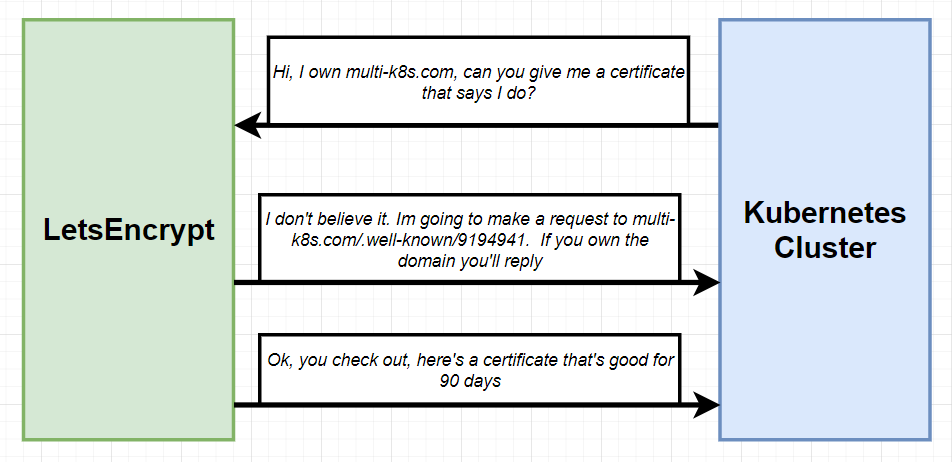 Hi, I own multi-k8s.com, can you give me a certificate
that says I do?
LetsEncrypt
I don't believe it. Im going to make a request to multi-
k8s.com/.well-known/9194941.  If you own the
domain you'll reply
Kubernetes
Cluster
Ok, you check out, here's a certificate that's good for
90 days